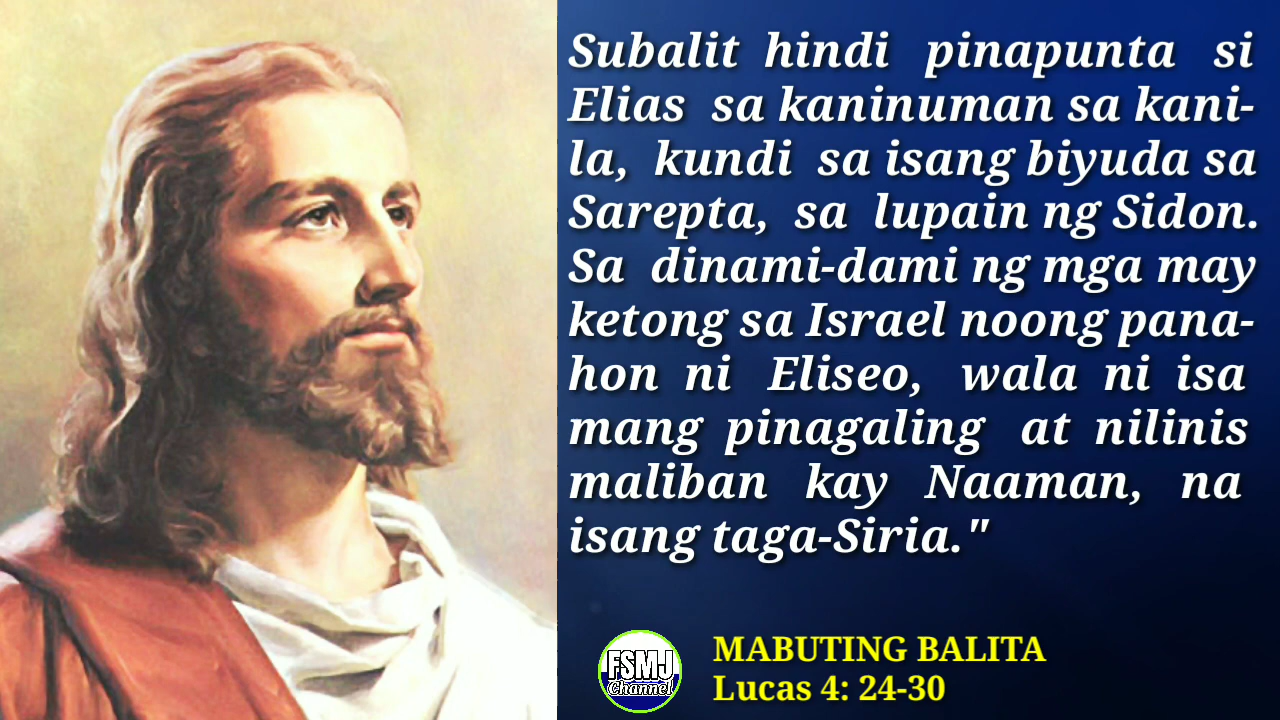 Subalit hindi pinapunta si
Elias sa kaninuman sa kani-
la, kundi sa isang biyuda sa
Sarepta, sa lupain ng Sidon.
Sa dinami-dami ng mga may
ketong sa Israel noong pana-
hon ni Eliseo, wala ni isa
mang pinagaling at nilinis
maliban kay Naaman, na
isang taga-Siria."
FSMJ
Channel
MABUTING BALITA
Lucas 4: 24-30